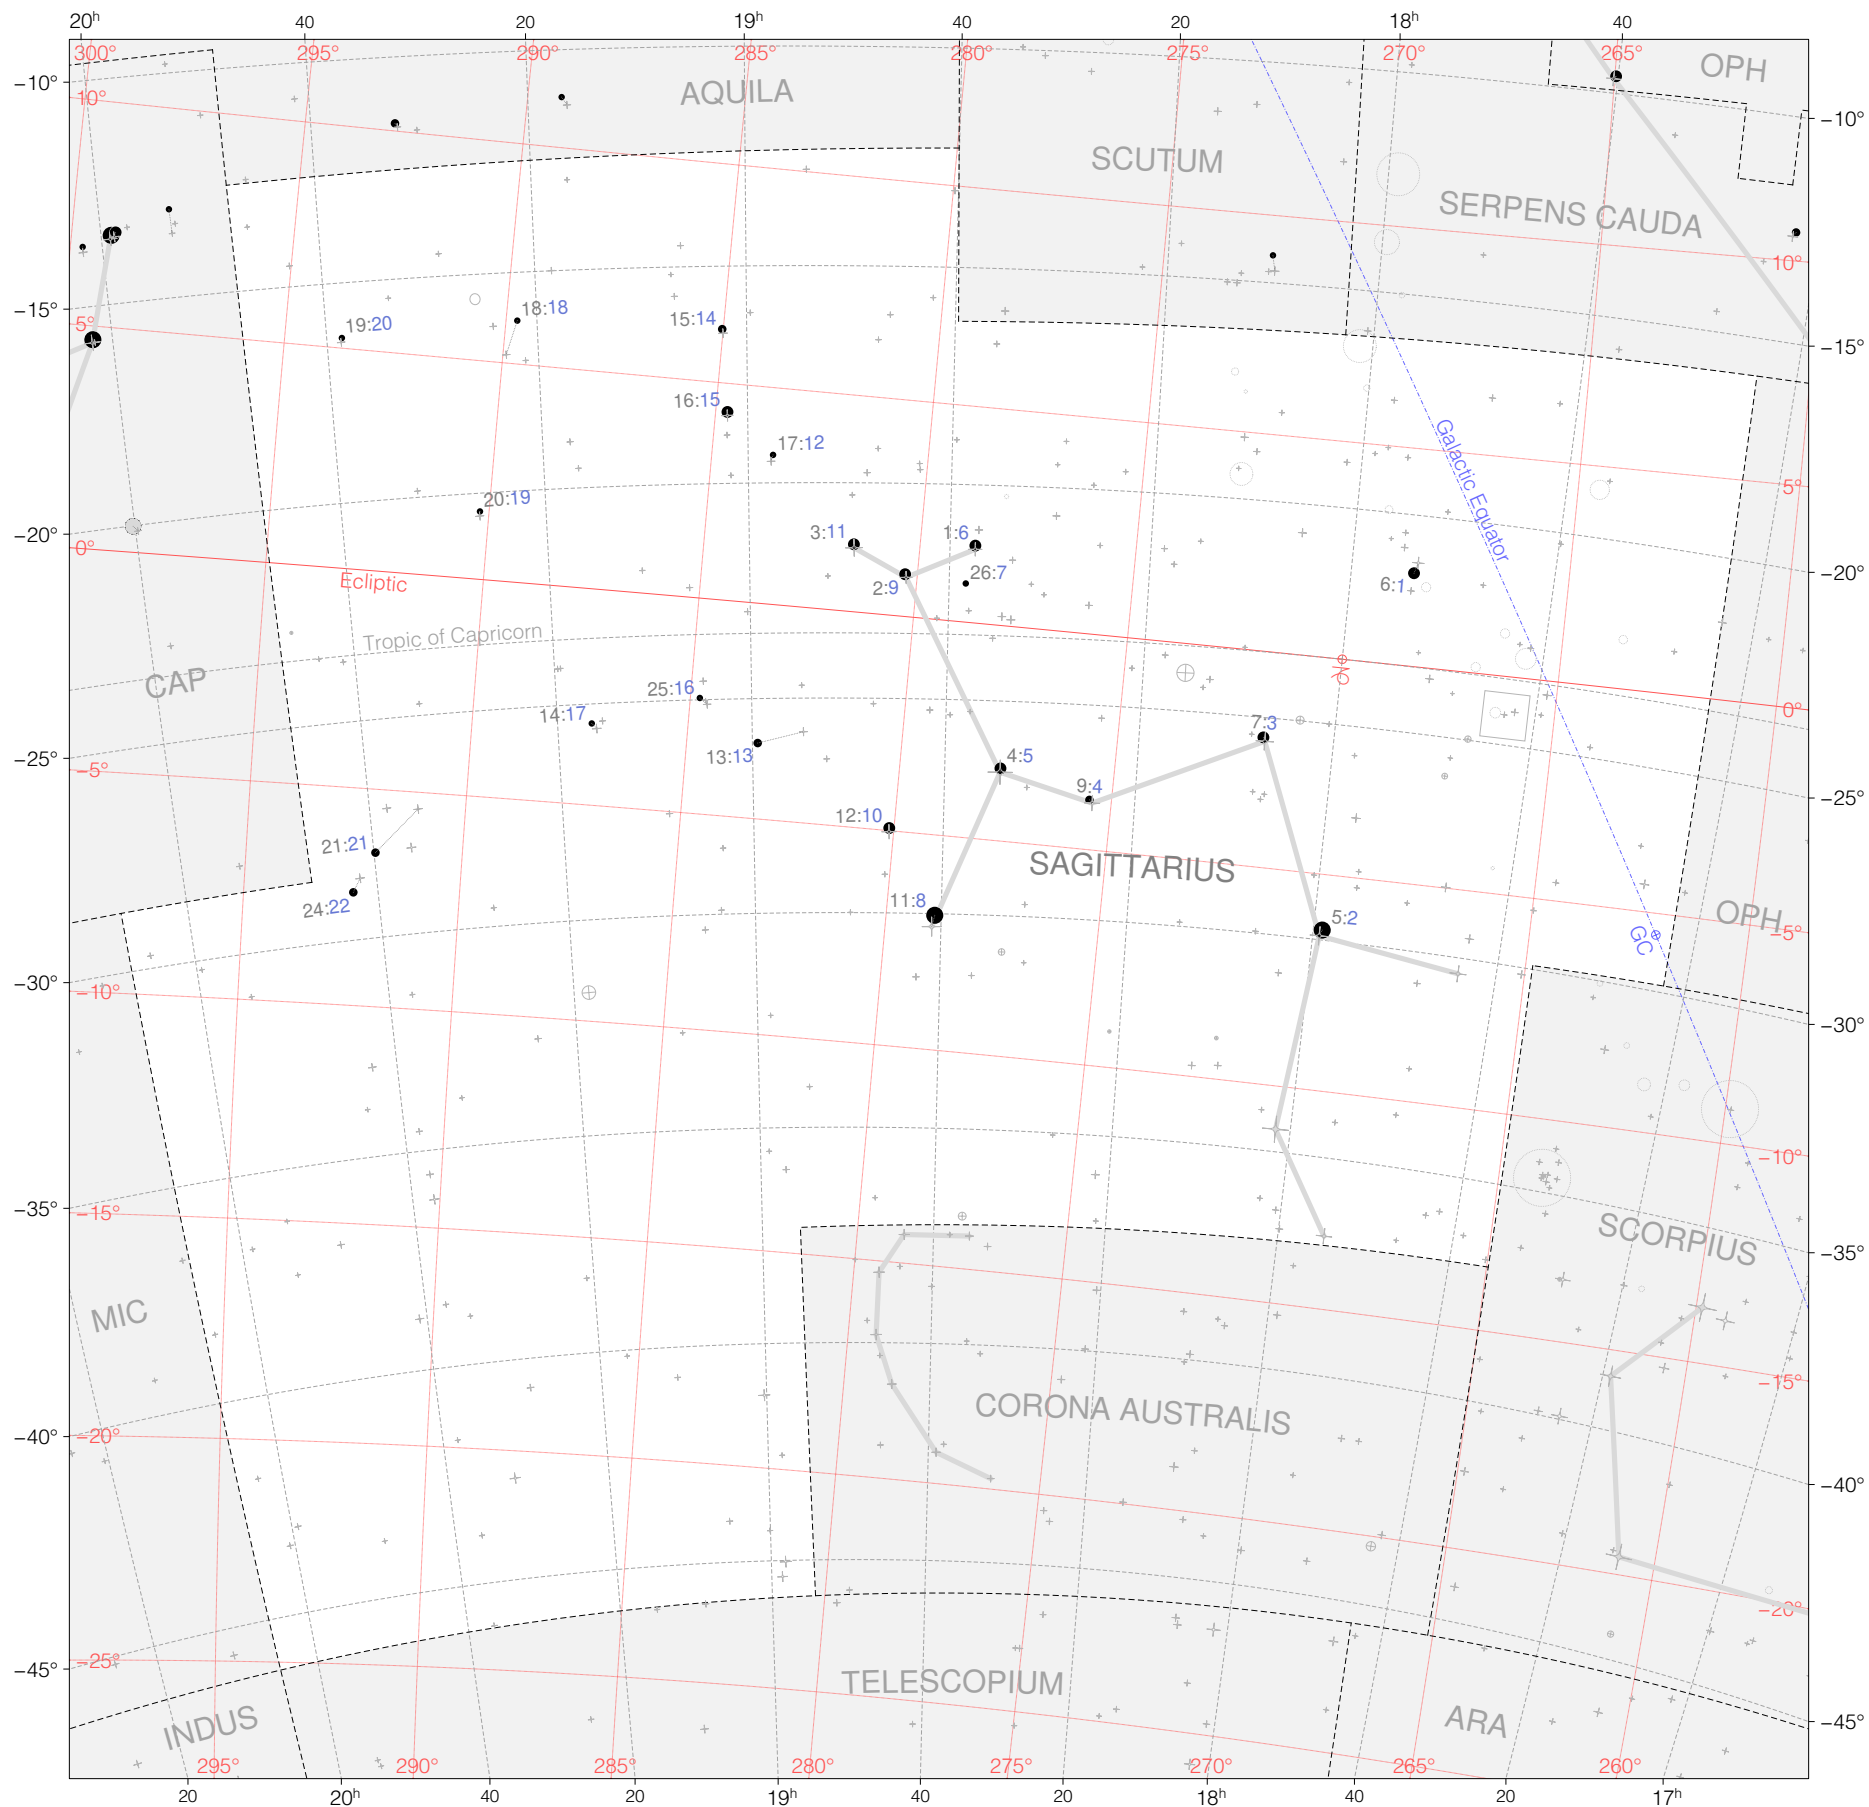 20h 40 20 19h 40 20 18h 40
300° 295° 290° 285° 280° 275° 270° 265°
OPH
−10°
AQUILA
10°
−10°
SCUTUM
SERPENS CAUDA
10°
−15°
18:18
15:14
19:20
5°
−15°
16:15
17:12
Galactic Equator
5°
20:19
−20°
3:11
1:6
0°
26:7
−20°
Ecliptic
2:9
6:1
Tropic of Capricorn
CAP
25:16
14:17
0°
7:3
−25°
13:13
4:5
−5°
9:4
−25°
12:10
21:21
SAGITTARIUS
11:8
24:22
5:2
OPH
−5°
GC
−30°
−10°
−30°
−10°
−35°
−15°
SCORPIUS
−35°
MIC
−15°
CORONA AUSTRALIS
−40°
−20°
−40°
−20°
−45°
−25°
TELESCOPIUM
INDUS
ARA
−45°
295° 290° 285° 280° 275° 270° 265° 260°
20 20h 40 20 19h 40 20 18h 40 20 17h